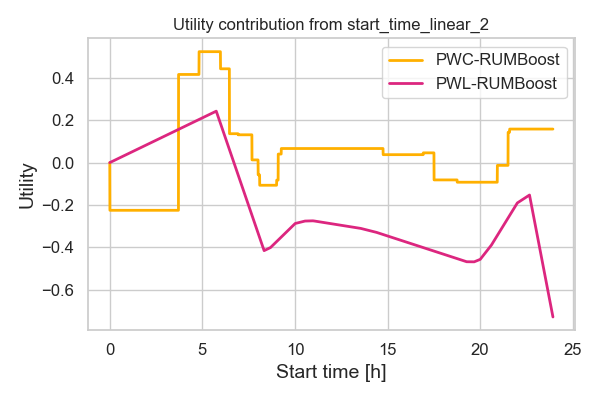 Utility contribution from start_time_linear_2
PWC-RUMBoost
PWL-RUMBoost
Utility
0.4
0.2
0.0
−0.2
−0.4
−0.6
0 5 10 15 20 25
Start time [h]